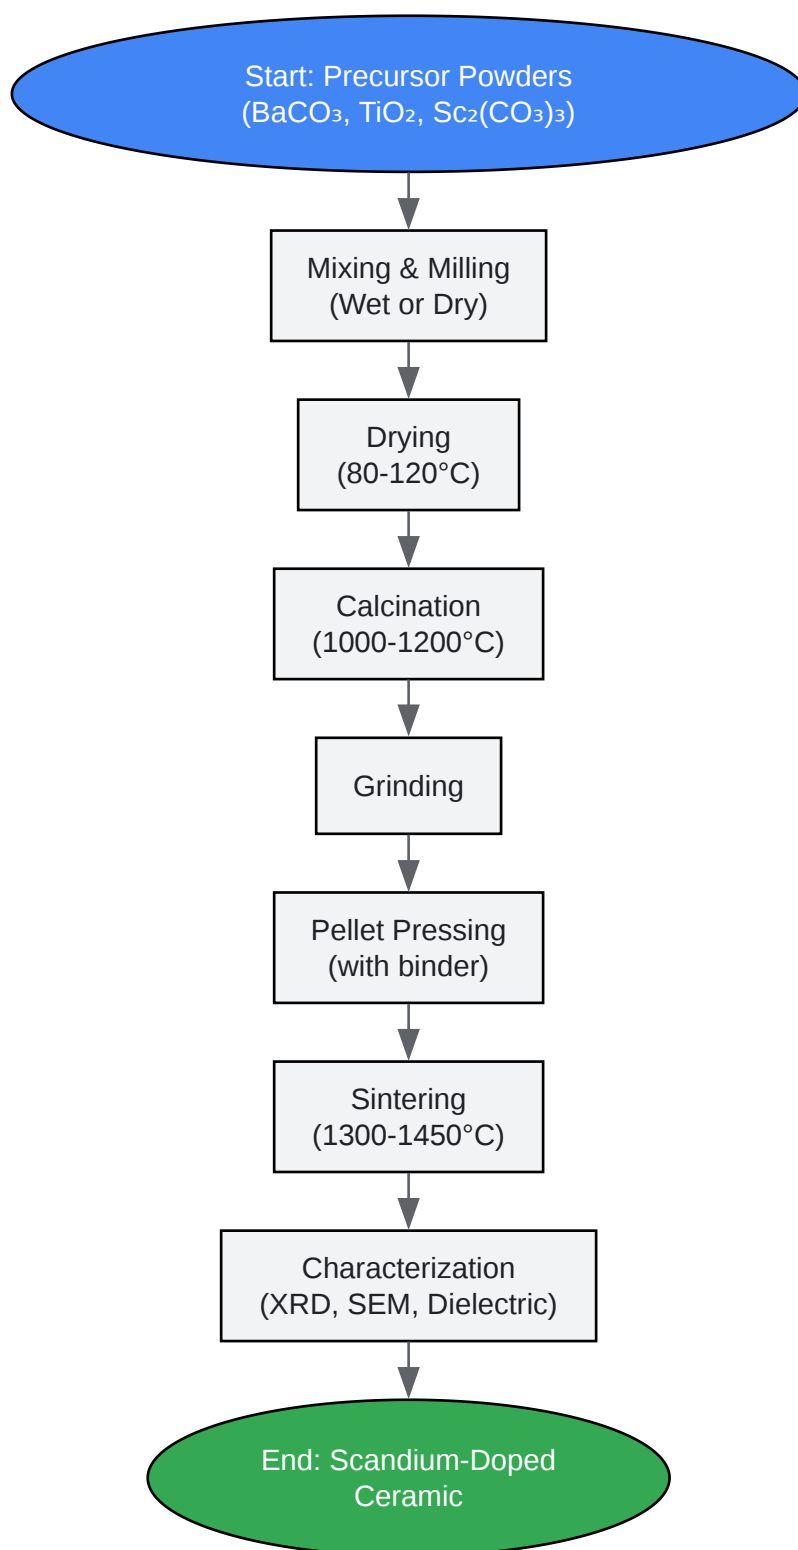 Start: Precursor Powders
(BaCO₃, TiO₂, Sc₂(CO₃)₃)
Mixing & Milling
(Wet or Dry)
Drying
(80-120°C)
Calcination
(1000-1200°C)
Grinding
Pellet Pressing
(with binder)
Sintering
(1300-1450°C)
Characterization
(XRD, SEM, Dielectric)
End: Scandium-Doped
Ceramic